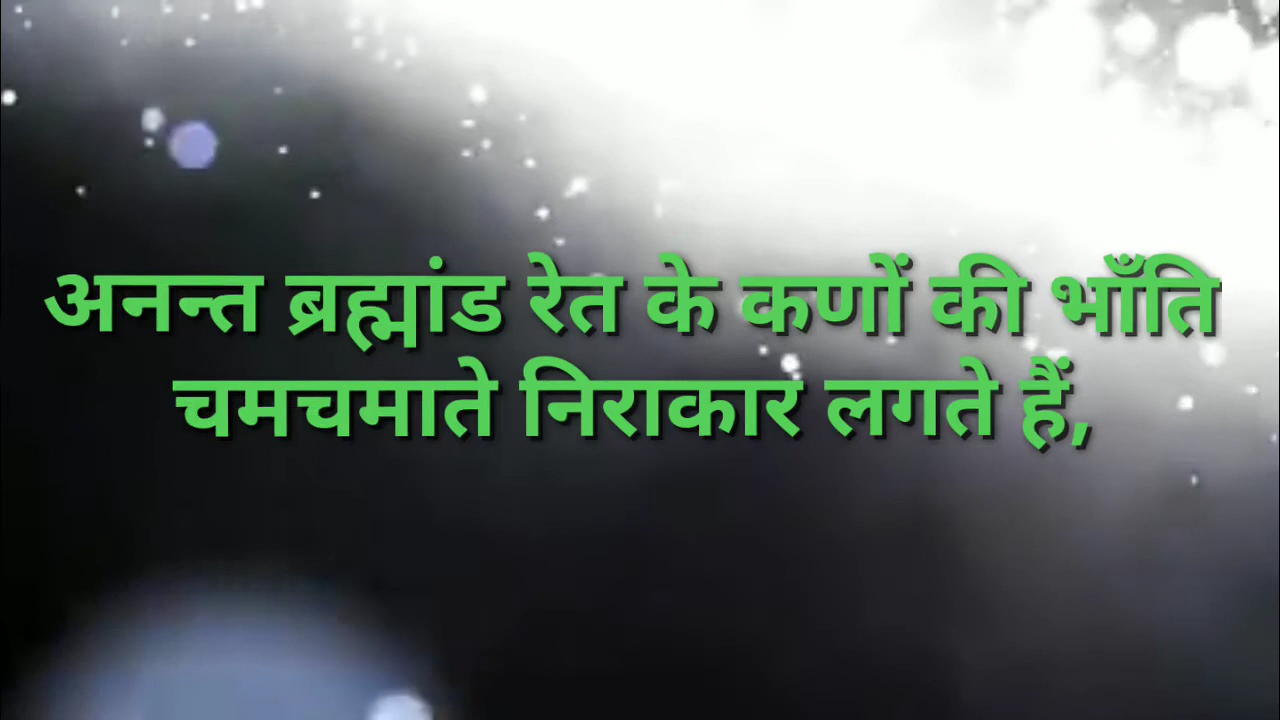 अनन्त ब्रह्मांड रेत के कणों की भाँति
चमचमाते निराकार लगते हैं,